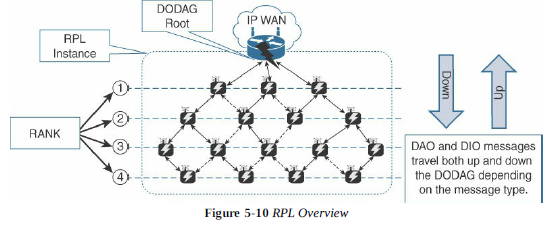 DODAG
Root
IP WAN
RPL
Instance
RANK
1
2
3
4
Down
Up
DAO and DIO messages
travel both up and down
the DODAG depending
on the message type.
Figure 5-10 RPL Overview